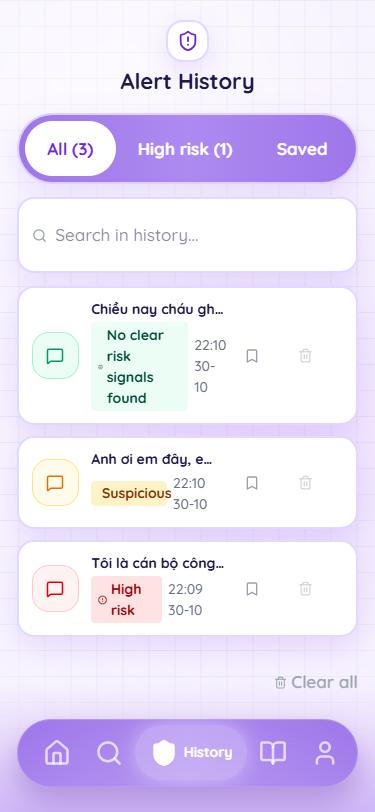 Alert History
All (3)
High risk (1)
Saved
Search in history...
Chiều nay cháu gh...
No clear
risk
signals
found
22:10
30-
10
Anh ơi em đây, e...
Suspicious
22:10
30-10
Tôi là cán bộ công...
High
risk
22:09
30-10
Clear all
History